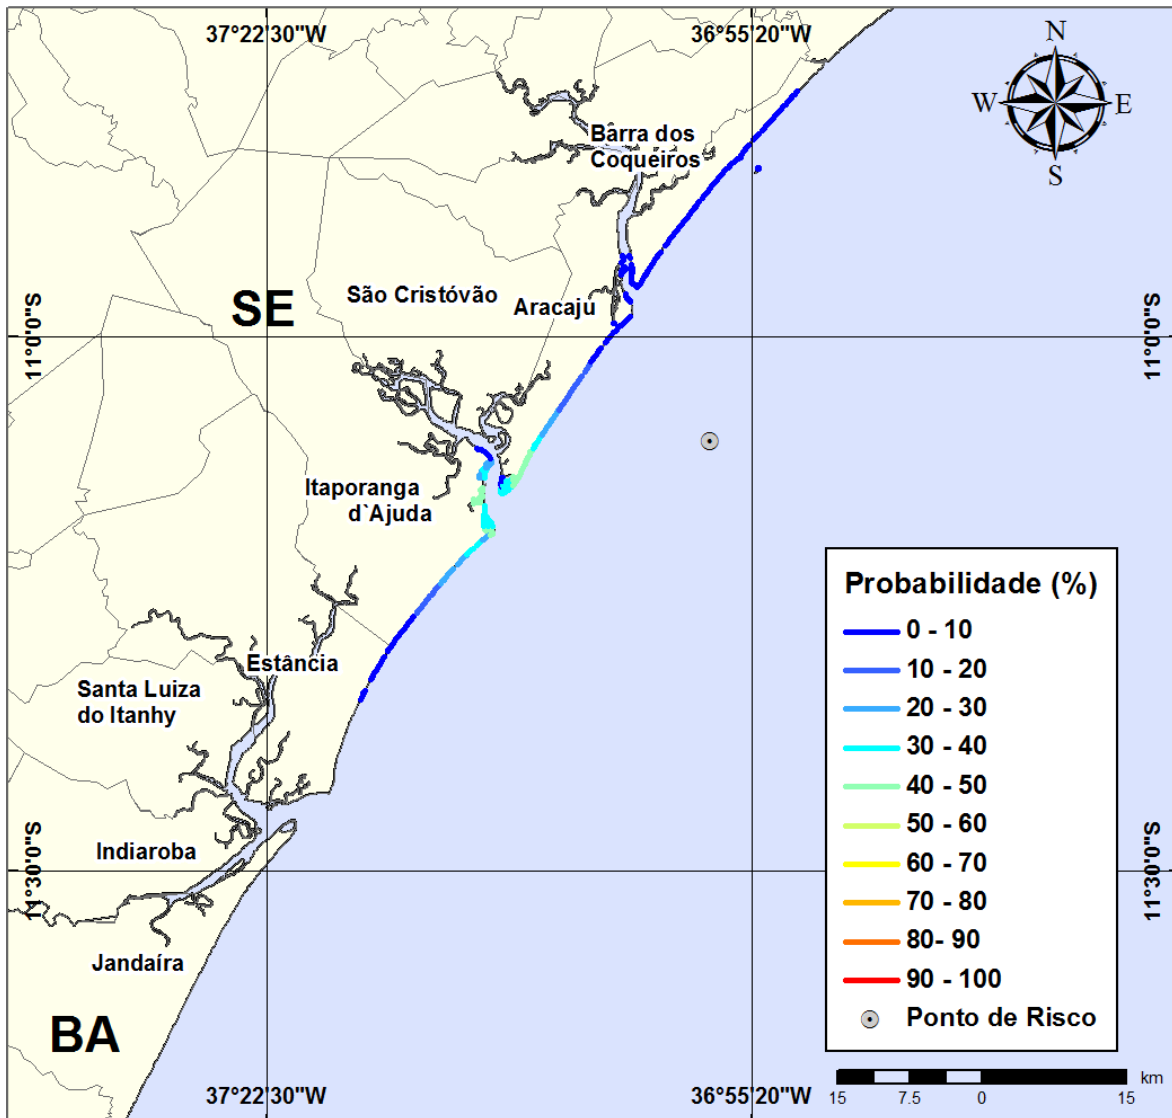 37°22'30"W
36°55'20"W
N
W
E
S
Barra dos
Coqueiros
SE
São Cristóvão
Aracaju
11°0'0"S
11°0'0"S
Itaporanga
d`Ajuda
Estância
Santa Luiza
do Itanhy
Indiaroba
11°30'0"S
11°30'0"S
Jandaíra
BA
37°22'30"W
36°55'20"W
Probabilidade (%)
0 - 10
10 - 20
20 - 30
30 - 40
40 - 50
50 - 60
60 - 70
70 - 80
80- 90
90 - 100
Ponto de Risco
km
15 7.5 0 15